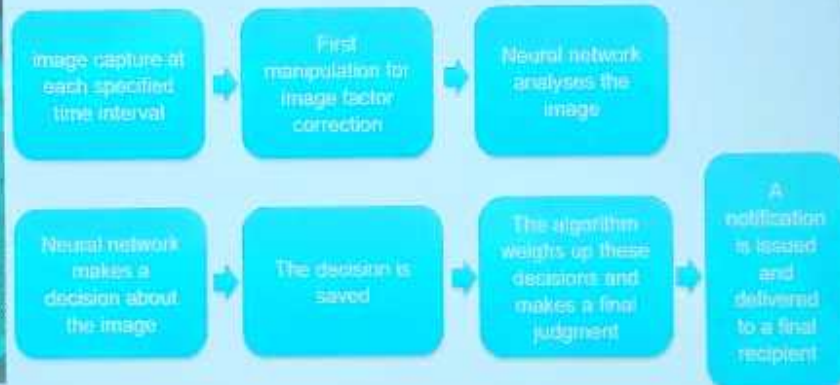 image capture at
each specified
time interval
First
manipulation for
image factor
correction
Neural network
analyses the
image
Neural network
makes a
decision about
the image
The decision is
saved
The algorithm
weighs up these
decisions and
makes a final
judgment
A
notification
is issued
and
delivered
to a final
recipient